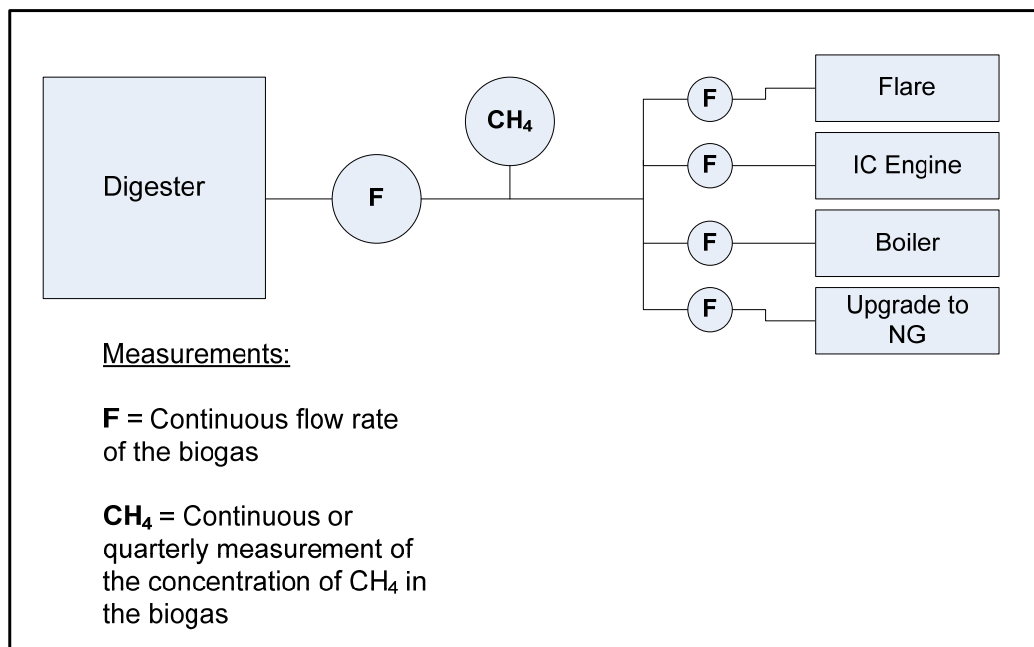 Digester
F
CH₄
F
Flare
F
IC Engine
F
Boiler
F
Upgrade to
NG
Measurements:
F = Continuous flow rate
of the biogas
CH₄ = Continuous or
quarterly measurement of
the concentration of CH₄ in
the biogas